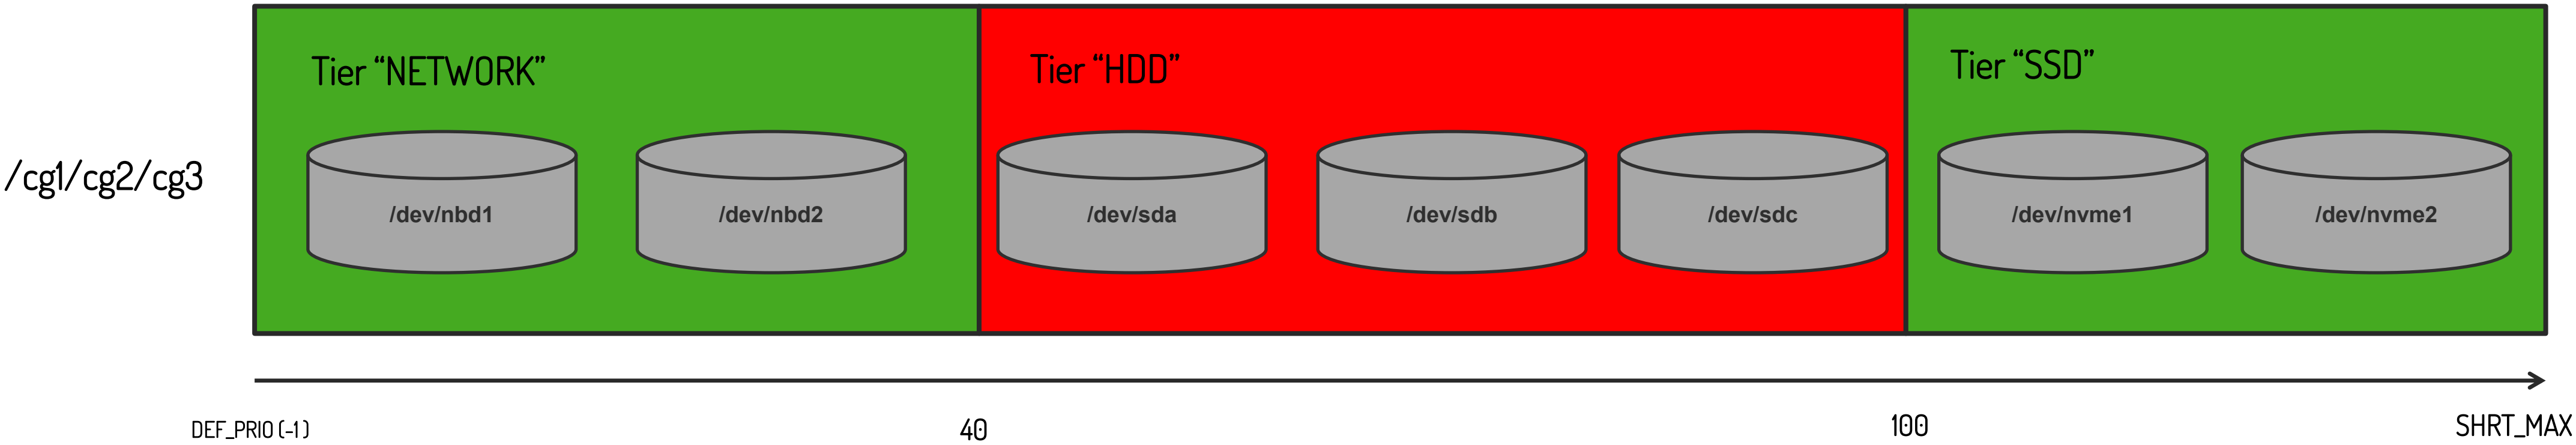 Tier “NETWORK”
Tier “HDD”
Tier “SSD”
/cg1/cg2/cg3
/dev/nbd1
/dev/nbd2
/dev/sda
/dev/sdb
/dev/sdc
/dev/nvme1
/dev/nvme2
DEF_PRIO (-1)
40
100
SHRT_MAX